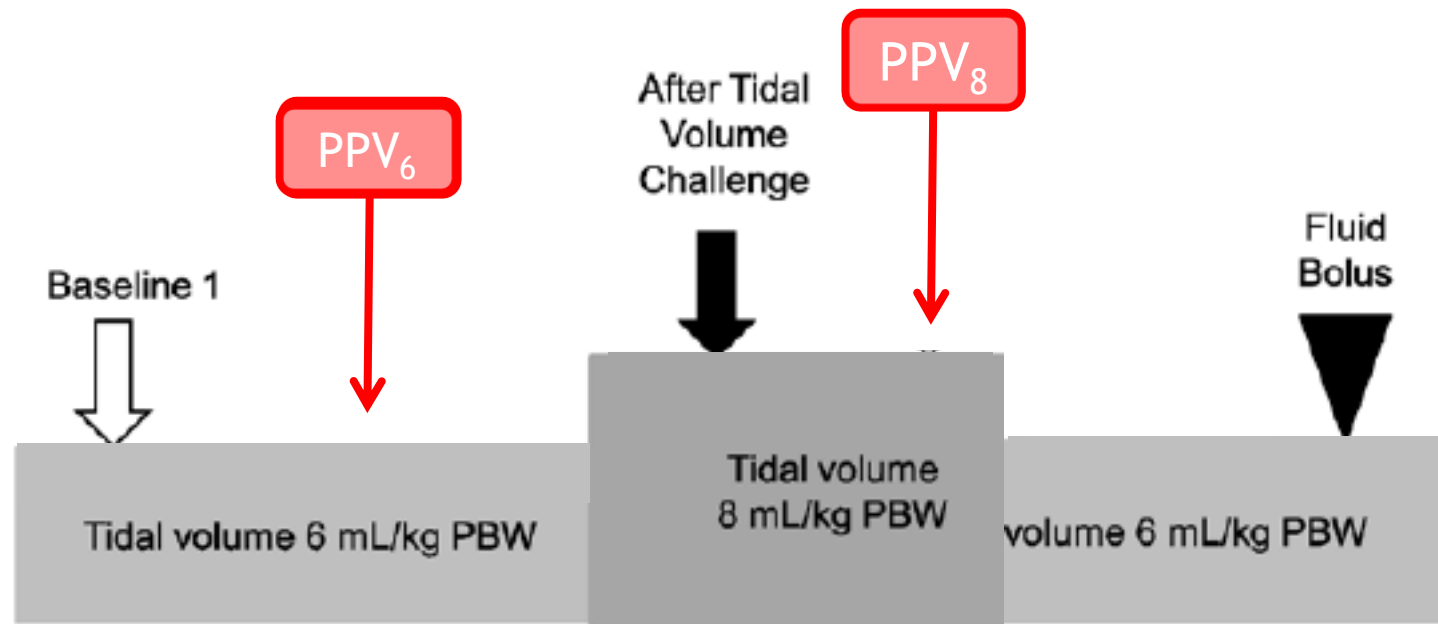 PPV₆
PPV₈
After Tidal
Volume
Challenge
Baseline 1
Fluid
Bolus
Tidal volume 6 mL/kg PBW
Tidal volume
8 mL/kg PBW
volume 6 mL/kg PBW